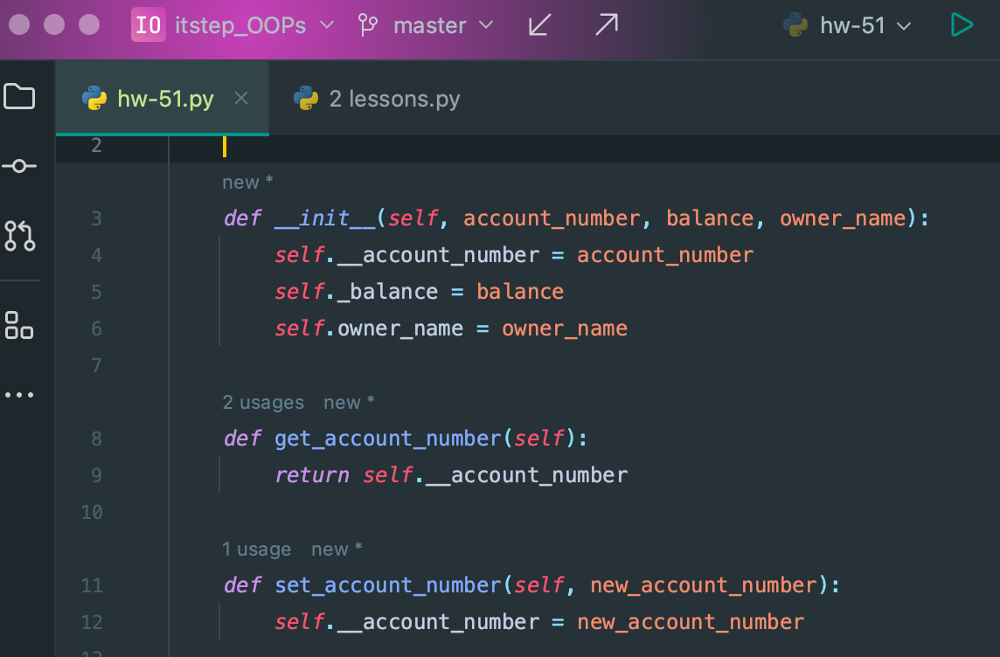 IO itstep_OOPs master hw-51
hw-51.py 2 lessons.py
2
new *
3 def __init__(self, account_number, balance, owner_name):
4 self.__account_number = account_number
5 self._balance = balance
6 self.owner_name = owner_name
7
2 usages new *
8 def get_account_number(self):
9 return self.__account_number
10
1 usage new *
11 def set_account_number(self, new_account_number):
12 self.__account_number = new_account_number
13